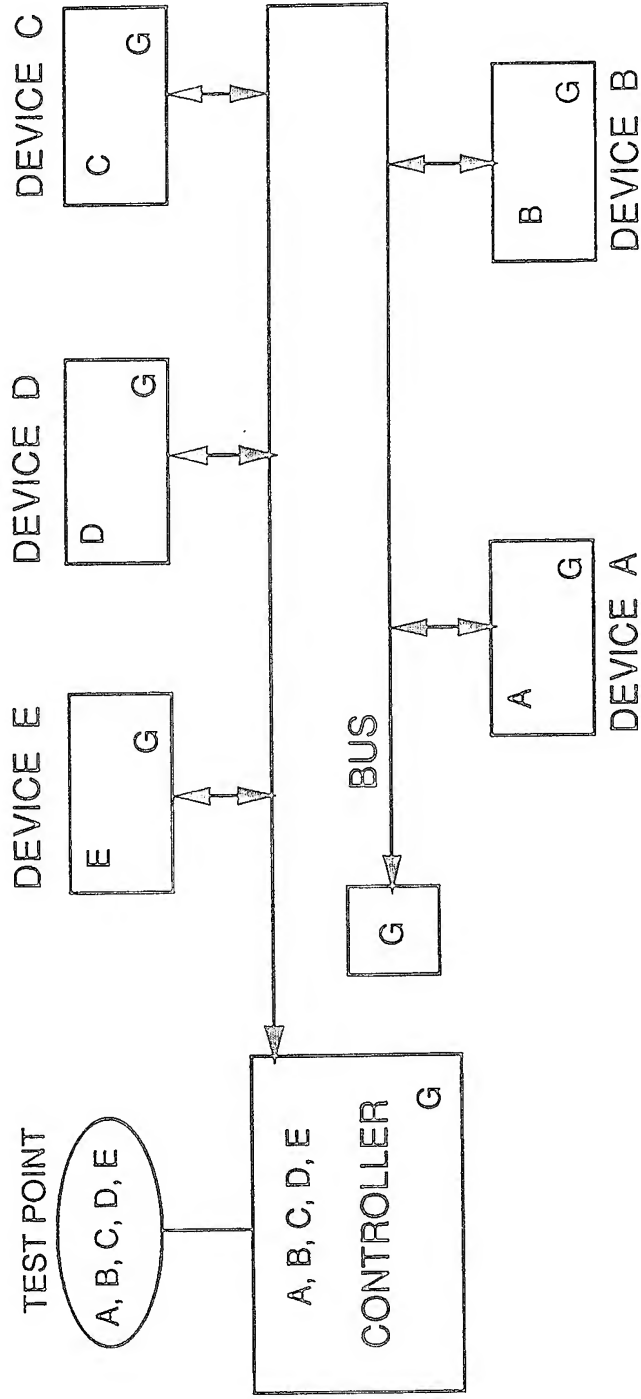 TEST POINT
A, B, C, D, E
A, B, C, D, E
CONTROLLER
G
DEVICE E
E
G
DEVICE D
D
G
DEVICE C
C
G
G
BUS
A
G
DEVICE A
B
G
DEVICE B